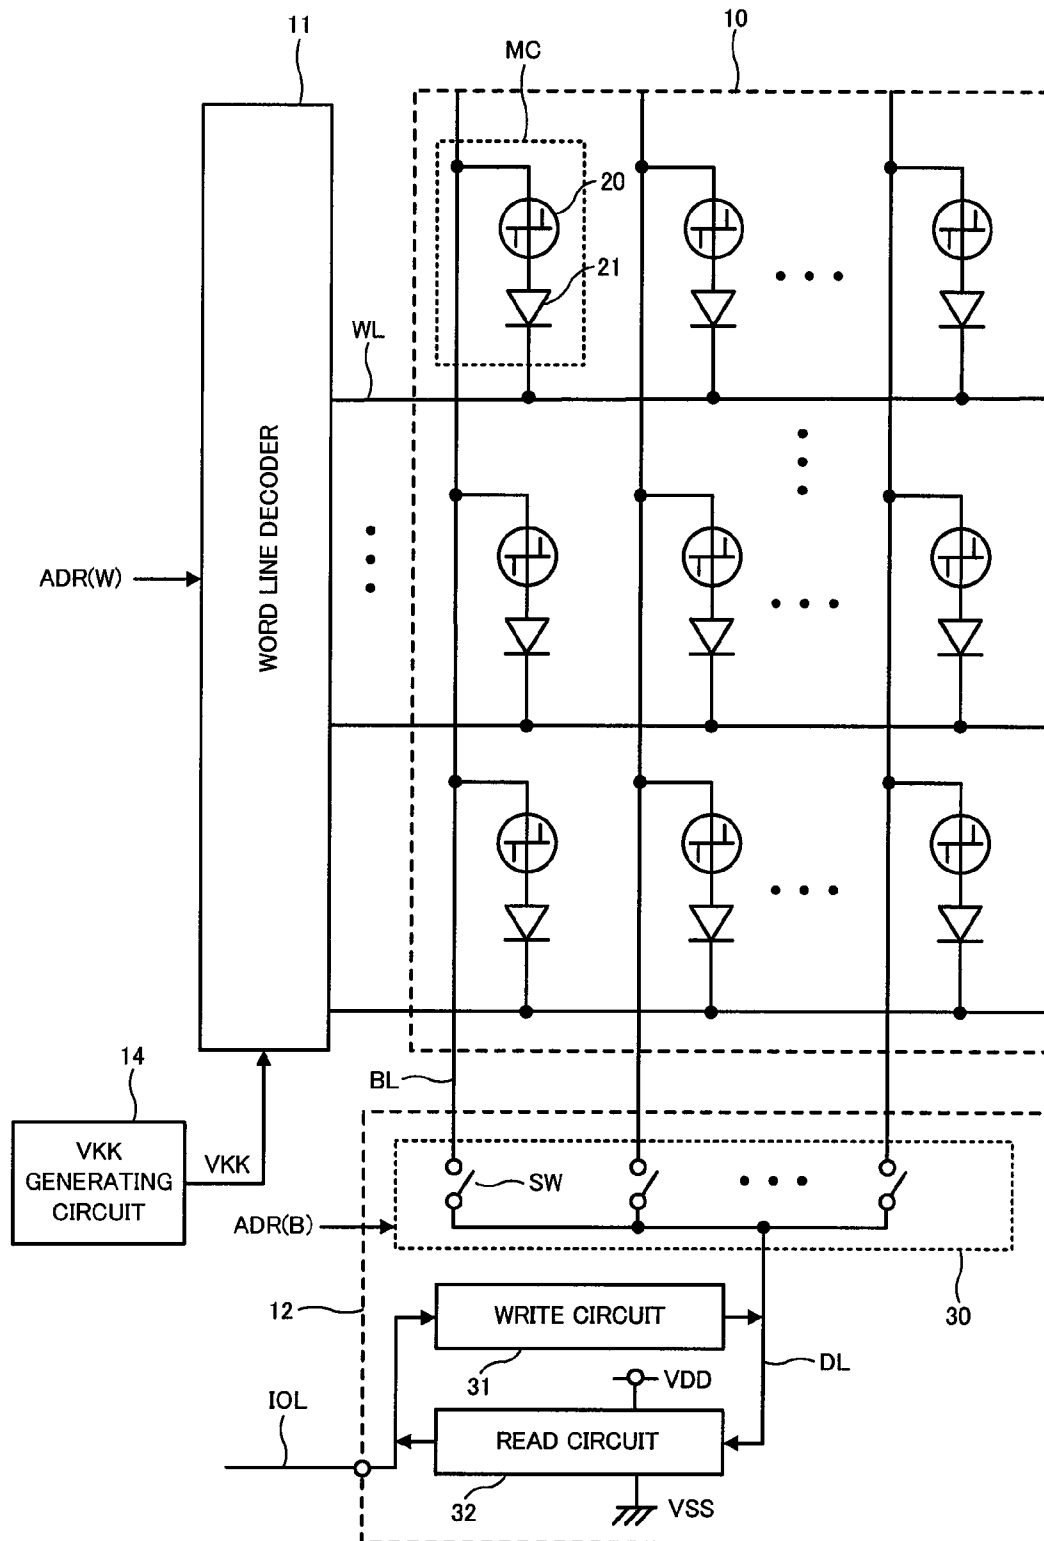 11
10
MC
20
21
WL
WORD LINE DECODER
ADR(W)
14
VKK
GENERATING
CIRCUIT
VKK
BL
SW
ADR(B)
30
12
WRITE CIRCUIT
31
DL
VDD
IOL
READ CIRCUIT
32
VSS